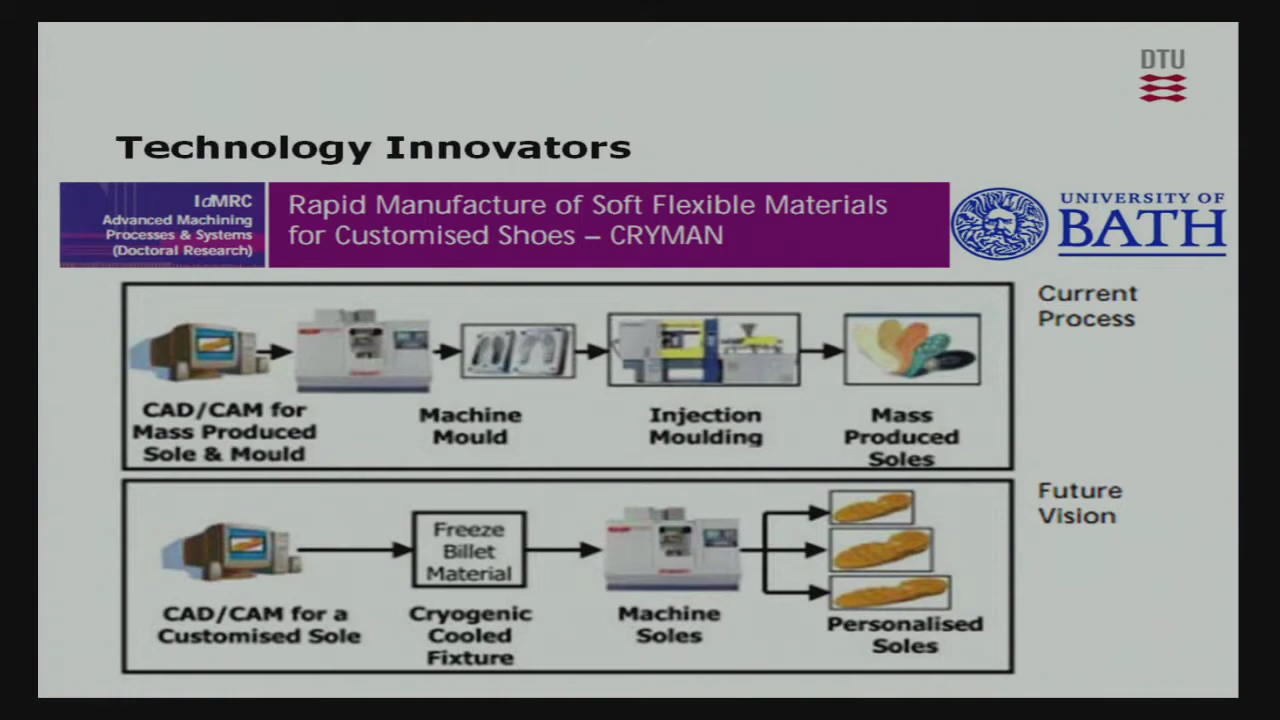 DTU
Technology Innovators
IdMRC
Advanced Machining
Processes & Systems
(Doctoral Research)
Rapid Manufacture of Soft Flexible Materials
for Customised Shoes – CRYMAN
UNIVERSITY OF
BATH
Current
Process
CAD/CAM for
Mass Produced
Sole & Mould
Machine
Mould
Injection
Moulding
Mass
Produced
Soles
Future
Vision
Freeze
Billet
Material
CAD/CAM for a
Customised Sole
Cryogenic
Cooled
Fixture
Machine
Soles
Personalised
Soles